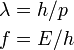 λ = h/p
f = E/h